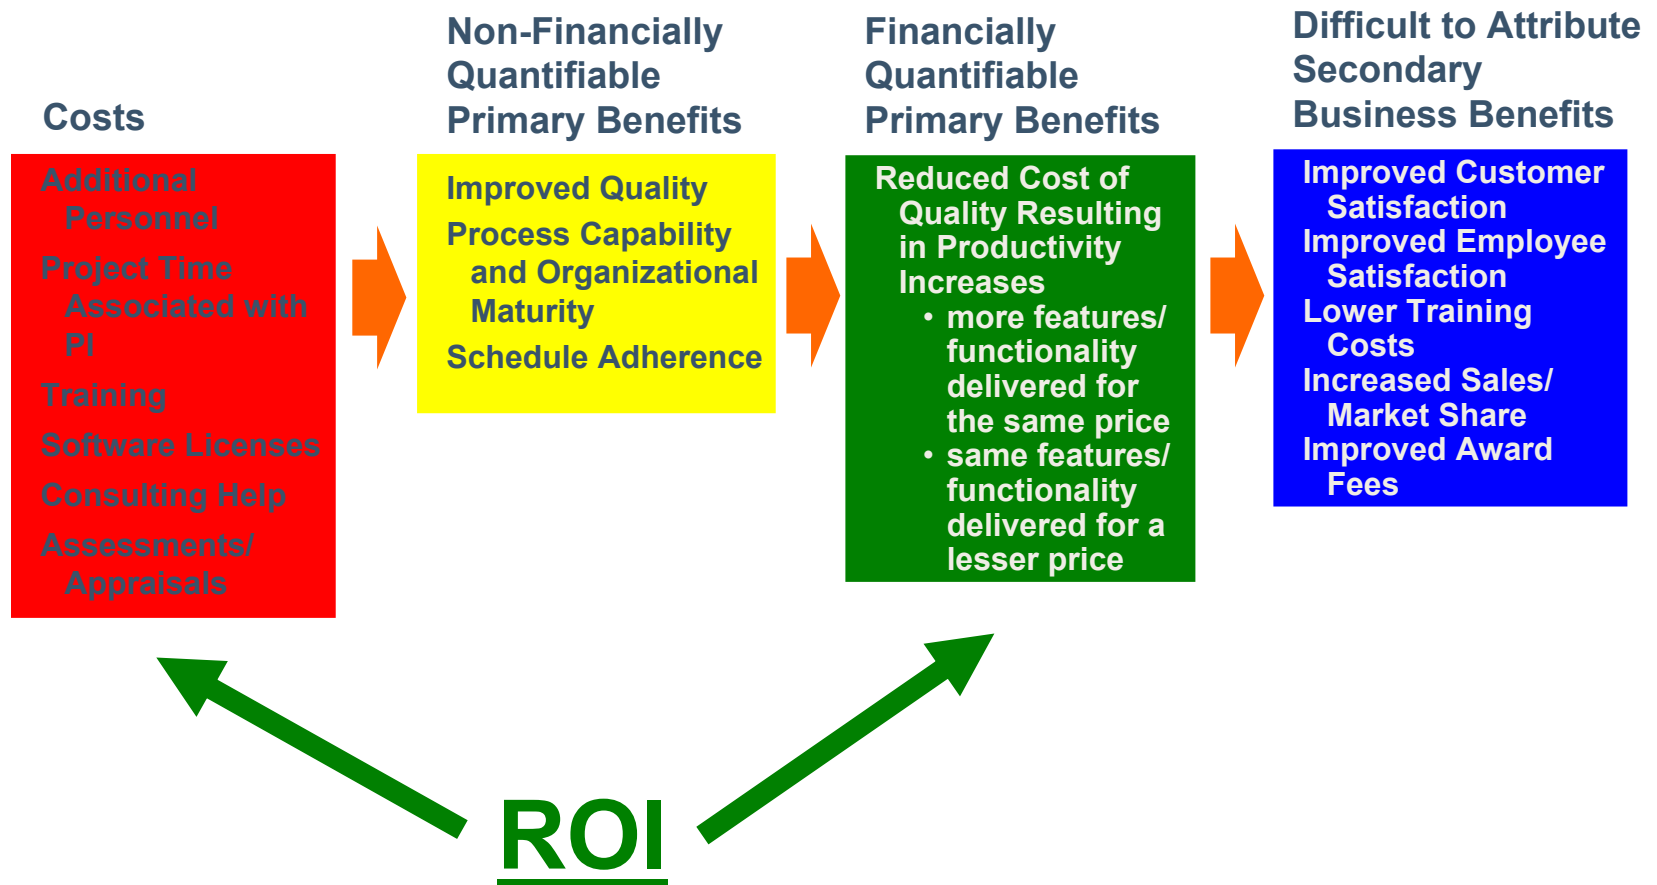 Costs
Additional
Personnel
Project Time
Associated with
PI
Training
Software Licenses
Consulting Help
Assessments/
Appraisals
Non-Financially
Quantifiable
Primary Benefits
Improved Quality
Process Capability
and Organizational
Maturity
Schedule Adherence
Financially
Quantifiable
Primary Benefits
Reduced Cost of
Quality Resulting
in Productivity
Increases
• more features/
functionality
delivered for
the same price
• same features/
functionality
delivered for a
lesser price
Difficult to Attribute
Secondary
Business Benefits
Improved Customer
Satisfaction
Improved Employee
Satisfaction
Lower Training
Costs
Increased Sales/
Market Share
Improved Award
Fees
ROI